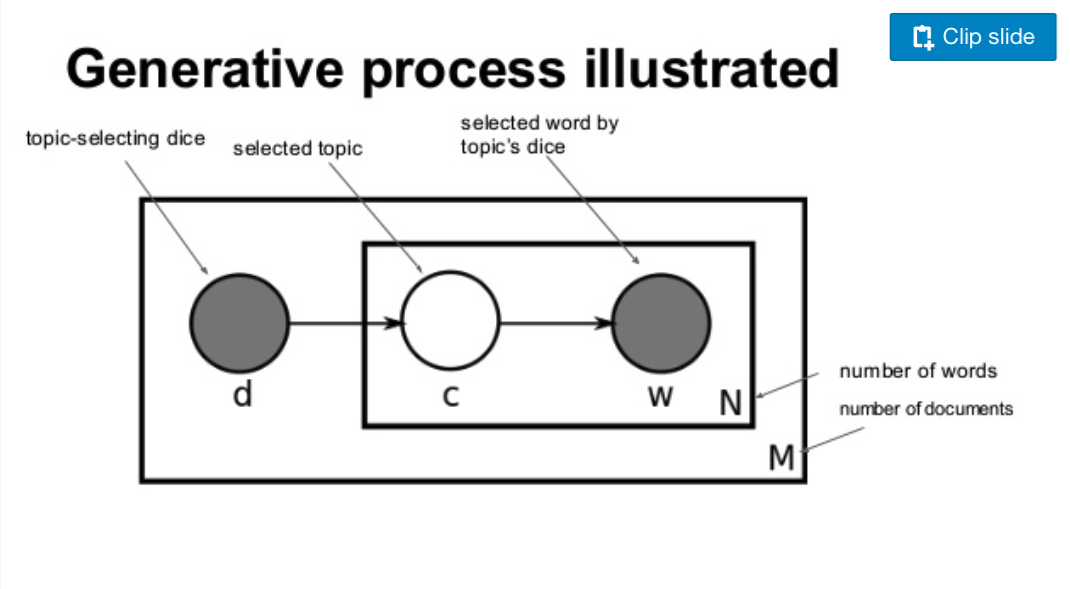 Clip slide
Generative process illustrated
topic-selecting dice
selected topic
selected word by
topic's dice
d
c
w
N
M
number of words
number of documents